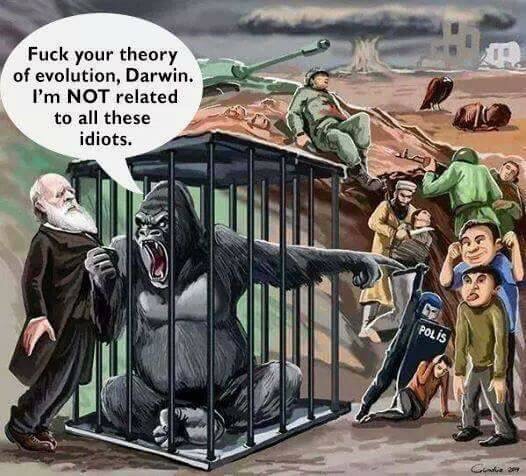 Fuck your theory
of evolution, Darwin.
I'm NOT related
to all these
idiots.
POLiS